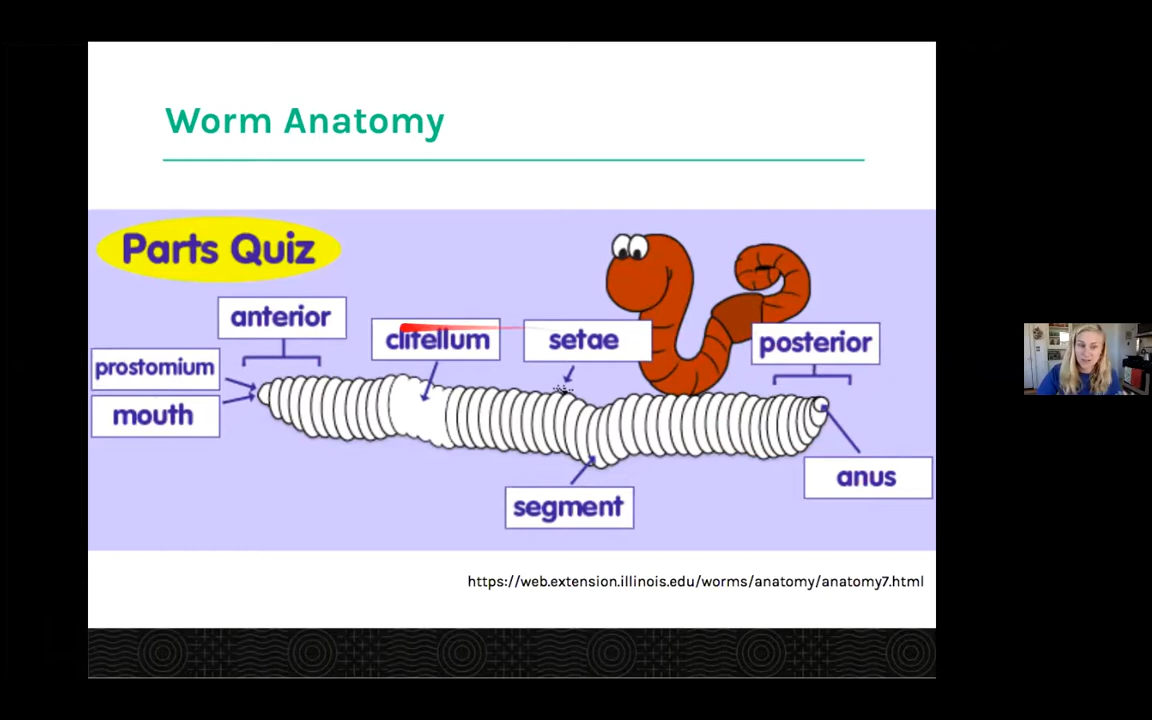 Worm Anatomy
Parts Quiz
anterior
clitellum
setae
posterior
prostomium
mouth
anus
segment
https://web.extension.illinois.edu/worms/anatomy/anatomy7.html